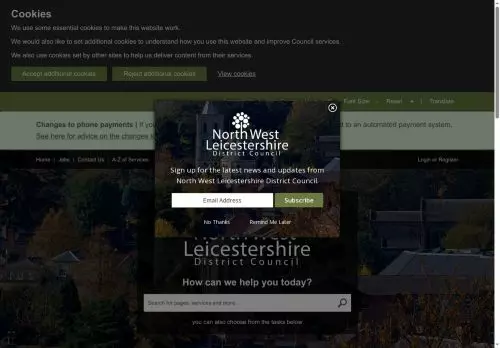 Cookies
We use some essential cookies to make this website work.
We would also like to set additional cookies to understand how you use this website and improve Council services.
We also use cookies set by other sites to help us deliver content from their services.
Accept additional cookies
Reject additional cookies
View cookies
Font Size - Reset + | Translate
Changes to phone payments | If you
to an automated payment system.
See here for advice on the changes
Home | Jobs | Contact Us | A-Z of Services
Login or Register
North West
Leicestershire
District Council
Sign up for the latest news and updates from
North West Leicestershire District Council.
Email Address
Subscribe
No Thanks
Remind Me Later
North West
Leicestershire
District Council
How can we help you today?
Search for pages, services and more...
you can also choose from the tasks below